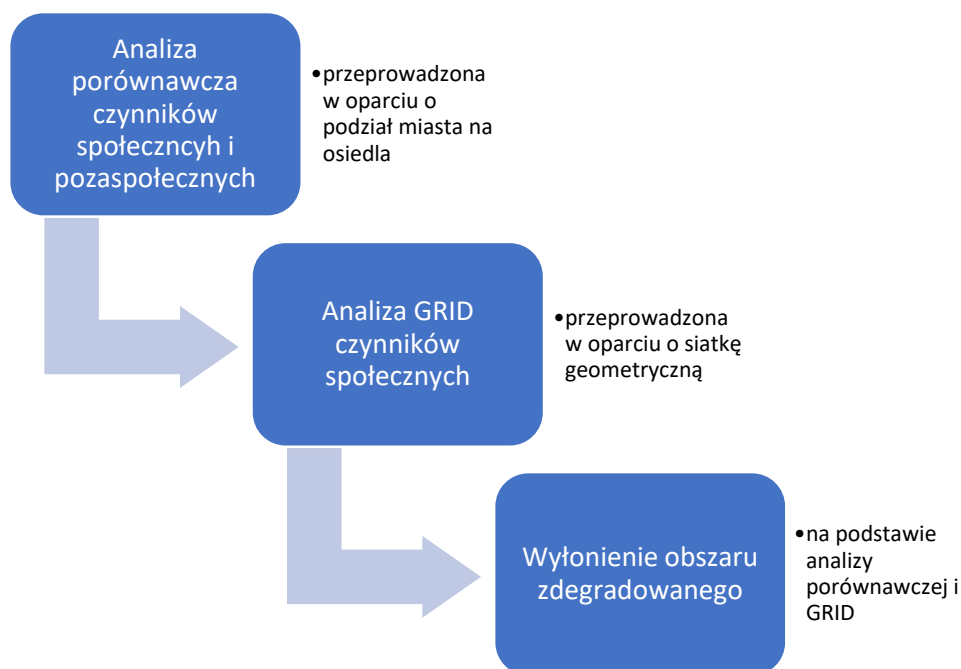 Analiza
porównawcza
czynników
społecncyh i
pozaspołecznych
•przeprowadzona
w oparciu o
podział miasta na
osiedla
Analiza GRID
czynników
społecznych
•przeprowadzona
w oparciu o siatkę
geometryczną
Wyłonienie obszaru
zdegradowanego
•na podstawie
analizy
porównawczej i
GRID